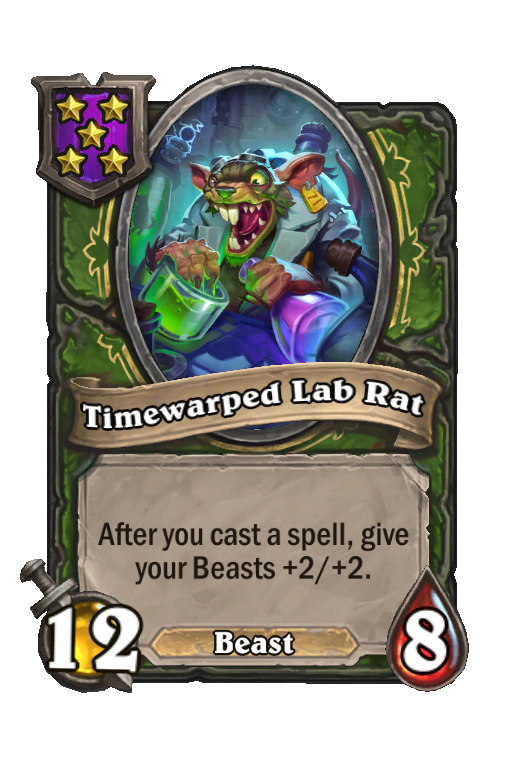 Timewarped Lab Rat
After you cast a spell, give
your Beasts +2/+2.
12
Beast
8